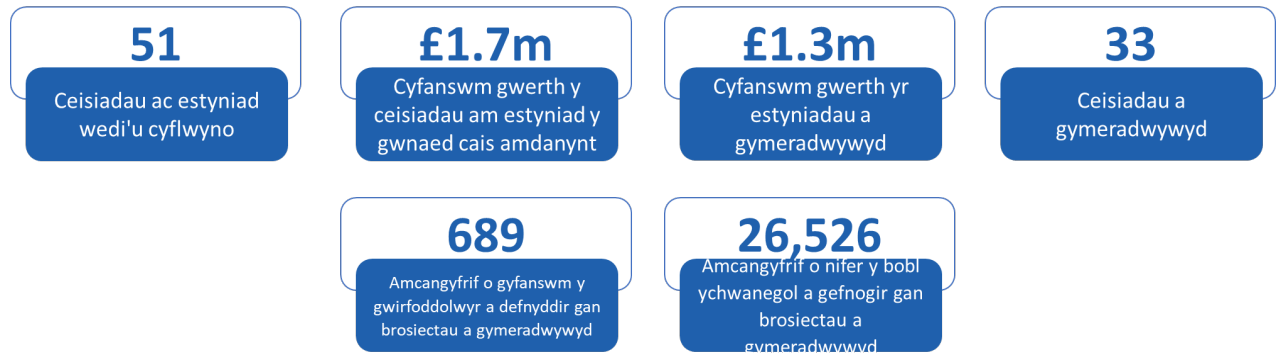 51
Ceisiadau ac estyniad
wedi'u cyflwyno
£1.7m
Cyfanswm gwerth y
ceisiadau am estyniad y
gwnaed cais amdanynt
£1.3m
Cyfanswm gwerth yr
estyniadau a
gymeradwywyd
33
Ceisiadau a
gymeradwywyd
689
Amcangyfrif o gyfanswm y
gwirfoddolwyr a defnyddir gan
brosiectau a gymeradwywyd
26,526
Amcangyfrif o nifer y bobl
ychwanegol a gefnogir gan
brosiectau a
gymeradwywyd